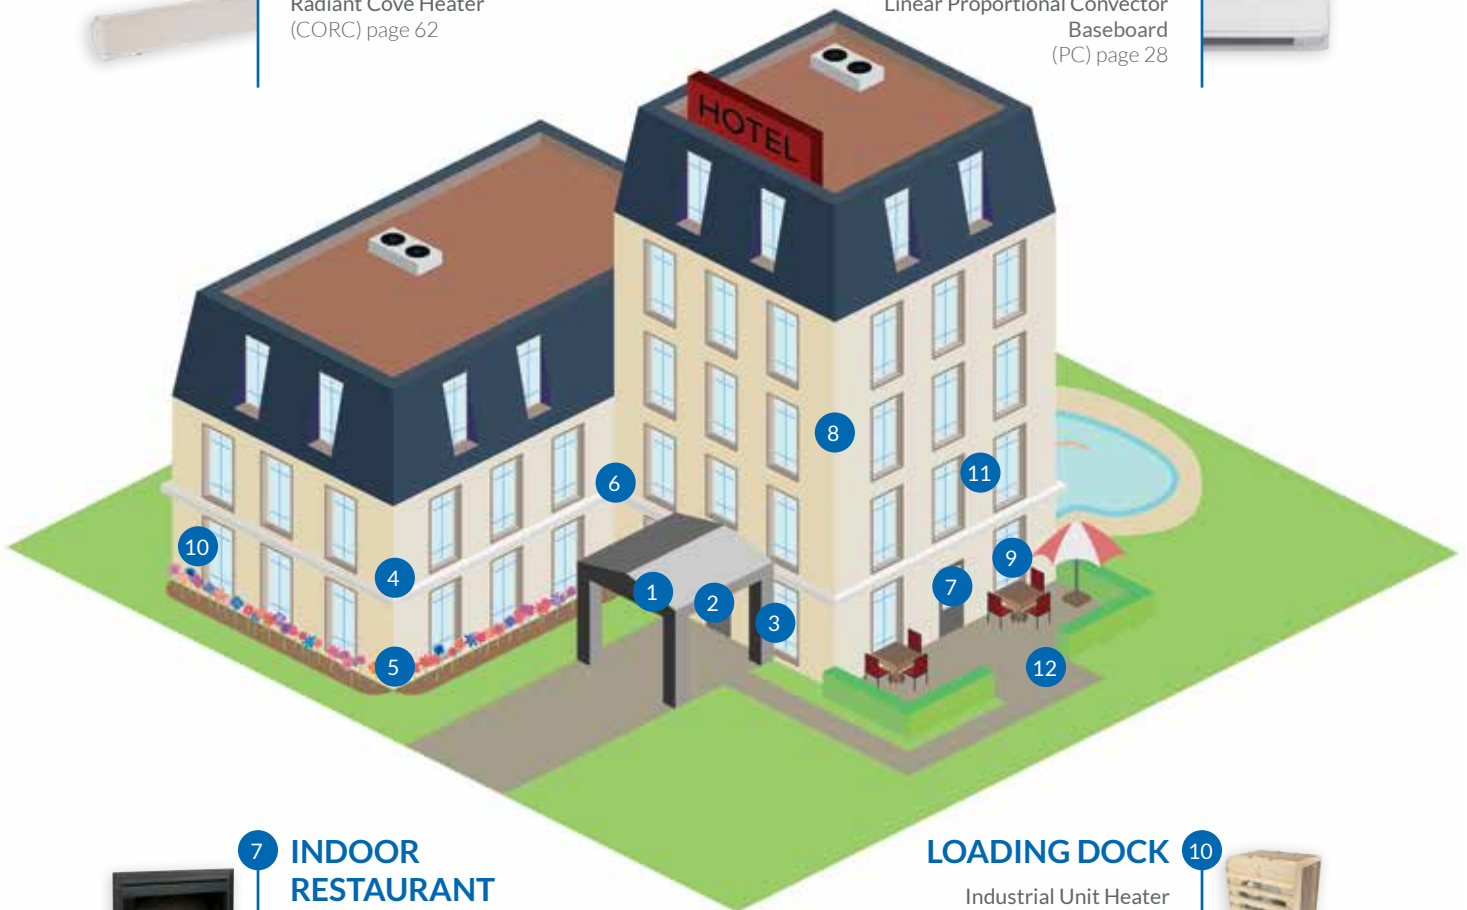 Radiant Cove Heater
(CORC) page 62
Linear Proportional Convector
Baseboard
(PC) page 28
HOTEL
8
11
6
10
4
9
7
1
2
3
5
12
7
INDOOR
RESTAURANT
LOADING DOCK
10
Industrial Unit Heater